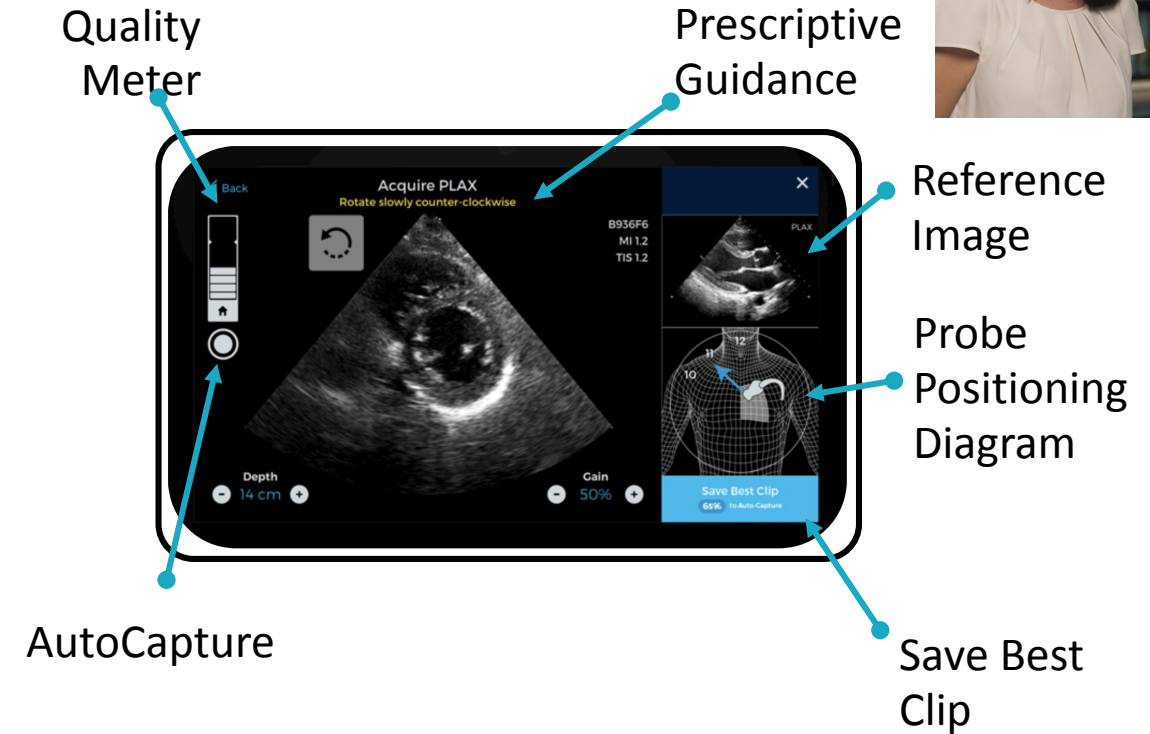 Quality
Meter
Prescriptive
Guidance
Back
Acquire PLAX
Rotate slowly counter-clockwise
B936F6
MI 1.2
TIS 1.2
×
PLAX
Reference
Image
12
11
10
Probe
Positioning
Diagram
Depth
- 14 cm +
Gain
- 50% +
Save Best Clip
65% to Auto-Capture
AutoCapture
Save Best
Clip